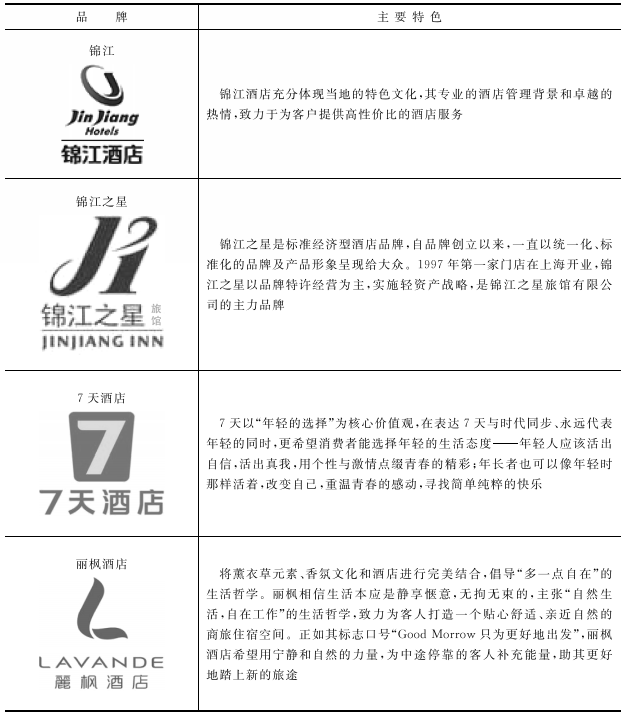 品 牌
主要特色
锦江
JinJiang
Hotels
锦江酒店
锦江酒店充分体现当地的特色文化,其专业的酒店管理背景和卓越的
热情,致力于为客户提供高性价比的酒店服务
锦江之星
锦江之星 旅馆
JINJIANG INN
锦江之星是标准经济型酒店品牌,自品牌创立以来,一直以统一化、标
准化的品牌及产品形象呈现给大众。1997 年第一家门店在上海开业,锦
江之星以品牌特许经营为主,实施轻资产战略,是锦江之星旅馆有限公
司的主力品牌
7 天酒店
7
7天酒店
7 天以“年轻的选择”为核心价值观,在表达 7 天与时代同步、永远代表
年轻的同时,更希望消费者能选择年轻的生活态度——年轻人应该活出
自信,活出真我,用个性与激情点缀青春的精彩;年长者也可以像年轻时
那样活着,改变自己,重温青春的感动,寻找简单纯粹的快乐
丽枫酒店
LAVANDE
麗枫酒店
将薰衣草元素、香氛文化和酒店进行完美结合,倡导“多一点自在”的
生活哲学。丽枫相信生活本应是静享惬意,无拘无束的,主张“自然生
活,自在工作”的生活哲学,致力为客人打造一个贴心舒适、亲近自然的
商旅住宿空间。正如其标志口号“Good Morrow 只为更好地出发”,丽枫
酒店希望用宁静和自然的力量,为中途停靠的客人补充能量,助其更好
地踏上新的旅途